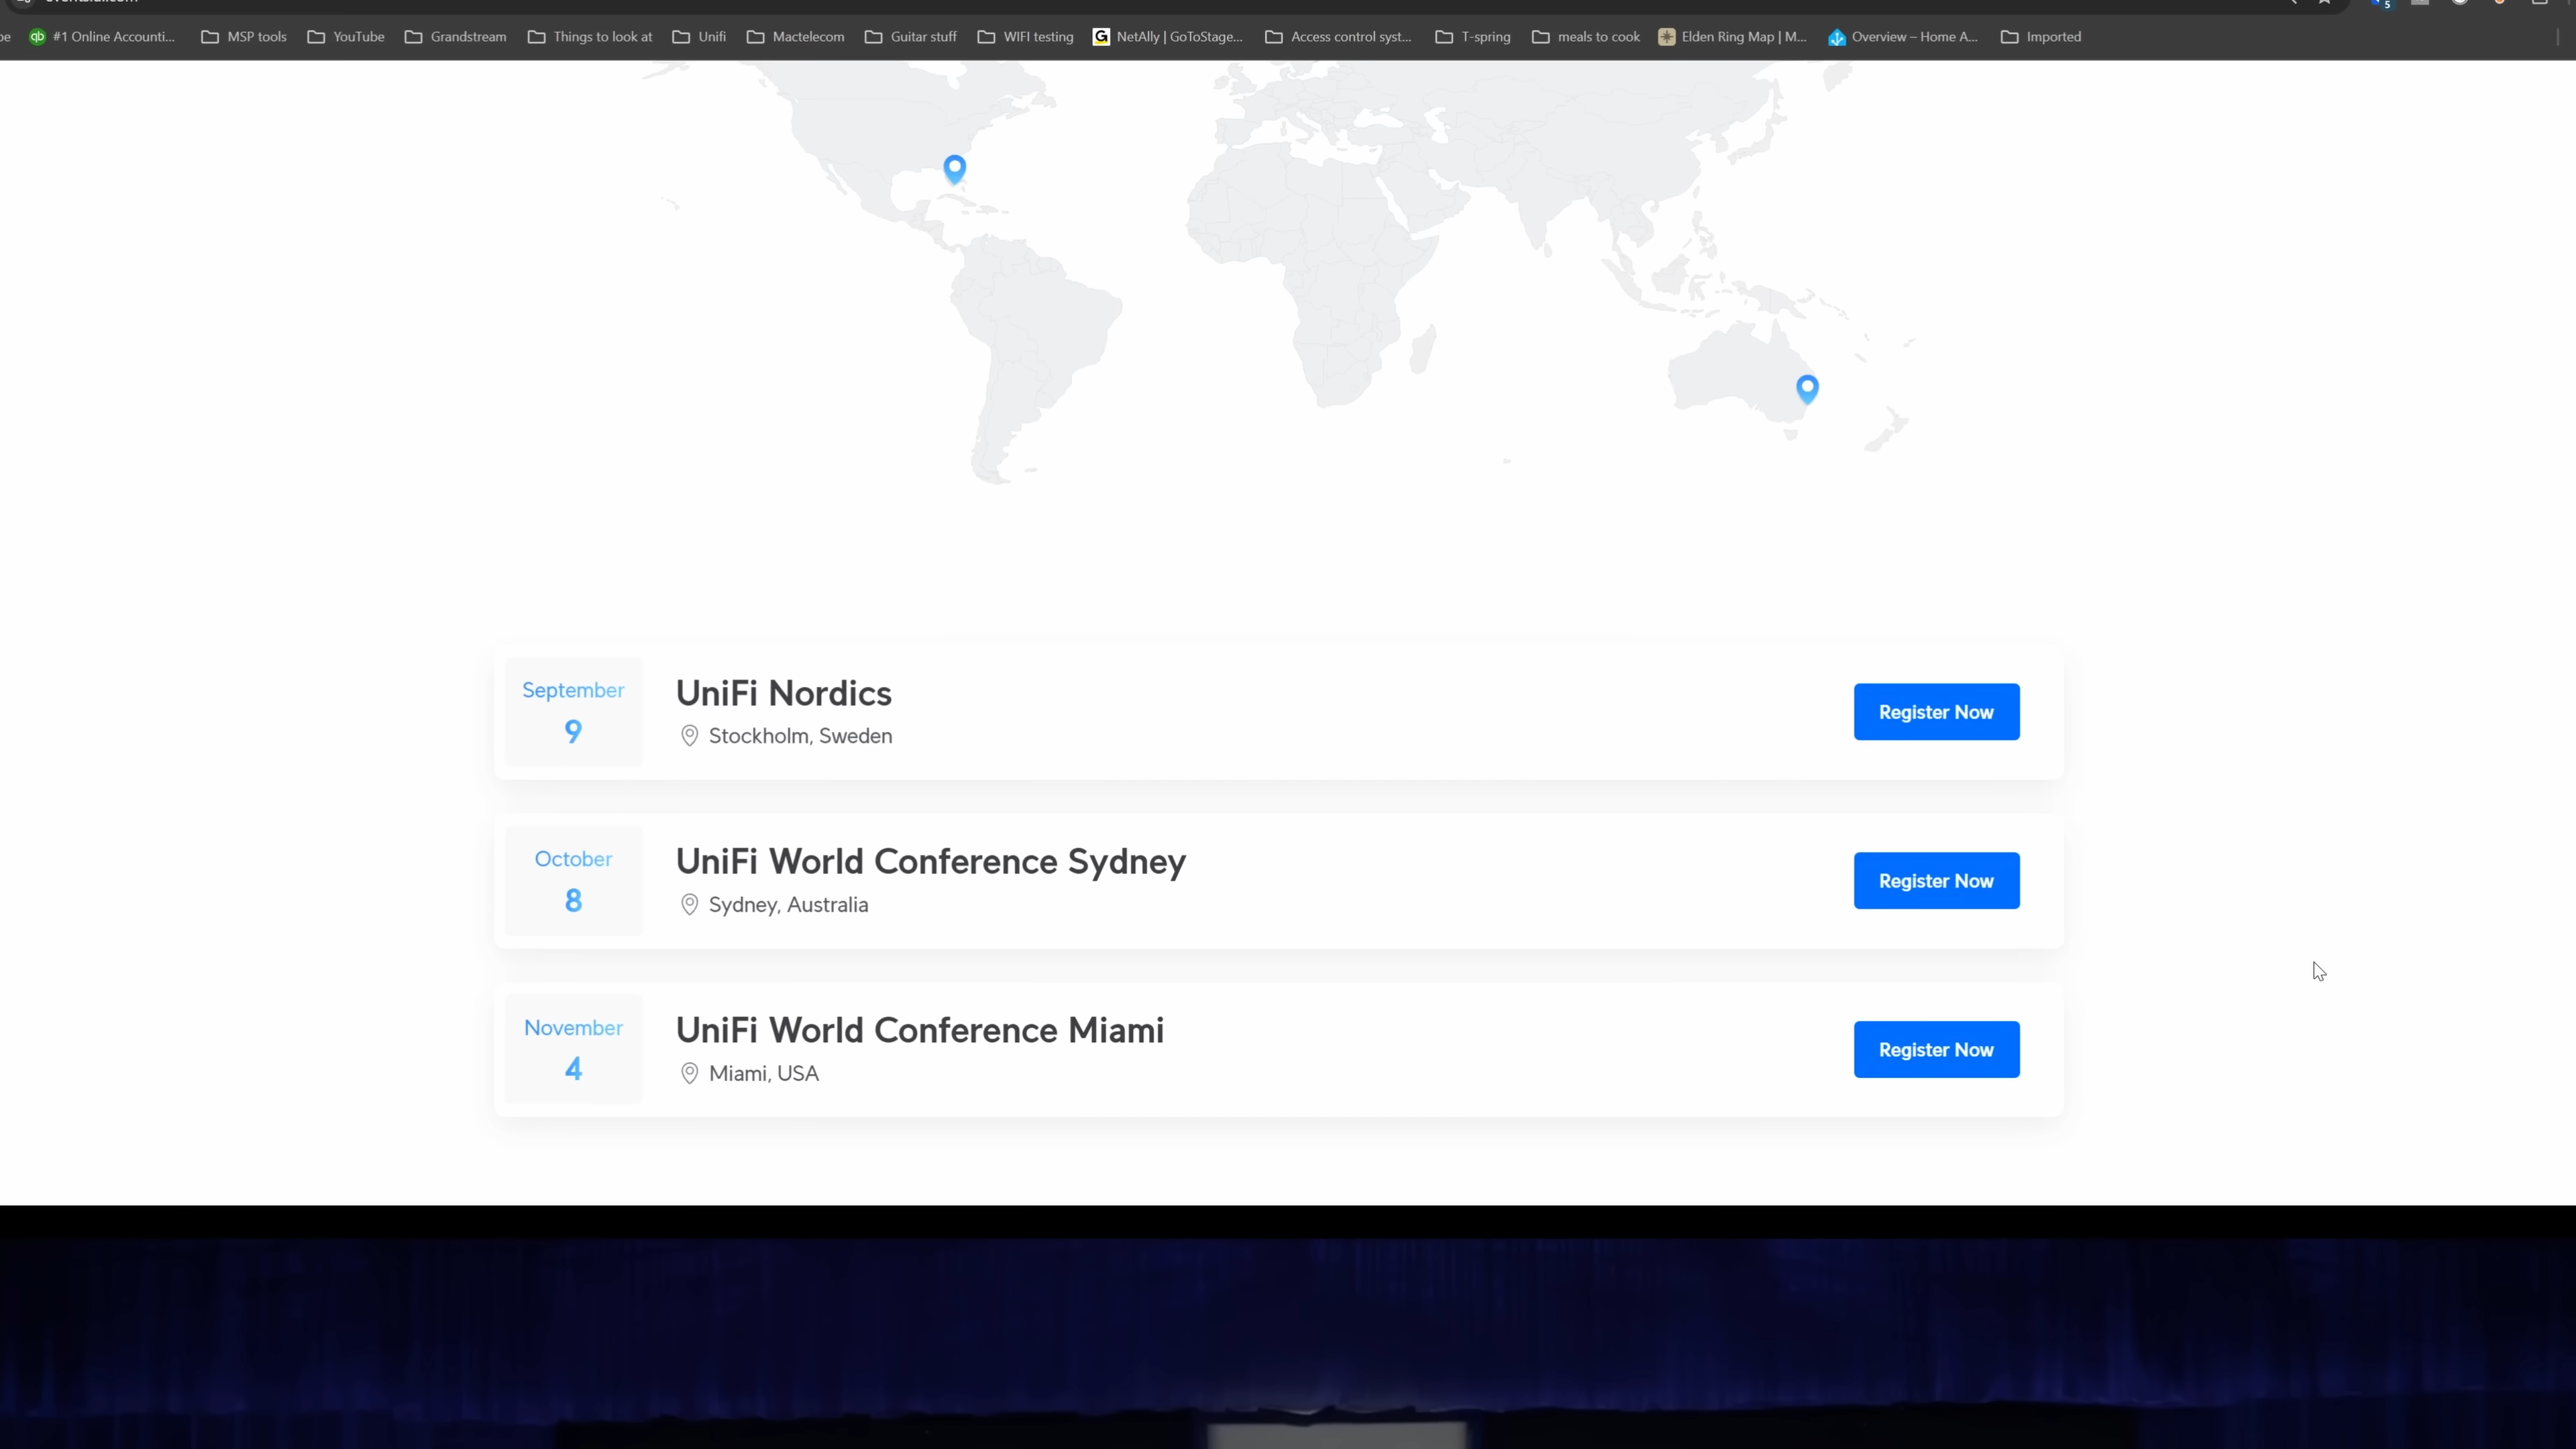 5
#1 Online Accounti...
MSP tools
YouTube
Grandstream
Things to look at
Unifi
Mactelecom
Guitar stuff
WIFI testing
NetAlly | GoToStage...
Access control syst...
T-spring
meals to cook
Elden Ring Map | M...
Overview – Home A...
Imported
September
9
UniFi Nordics
Stockholm, Sweden
Register Now
October
8
UniFi World Conference Sydney
Sydney, Australia
Register Now
November
4
UniFi World Conference Miami
Miami, USA
Register Now